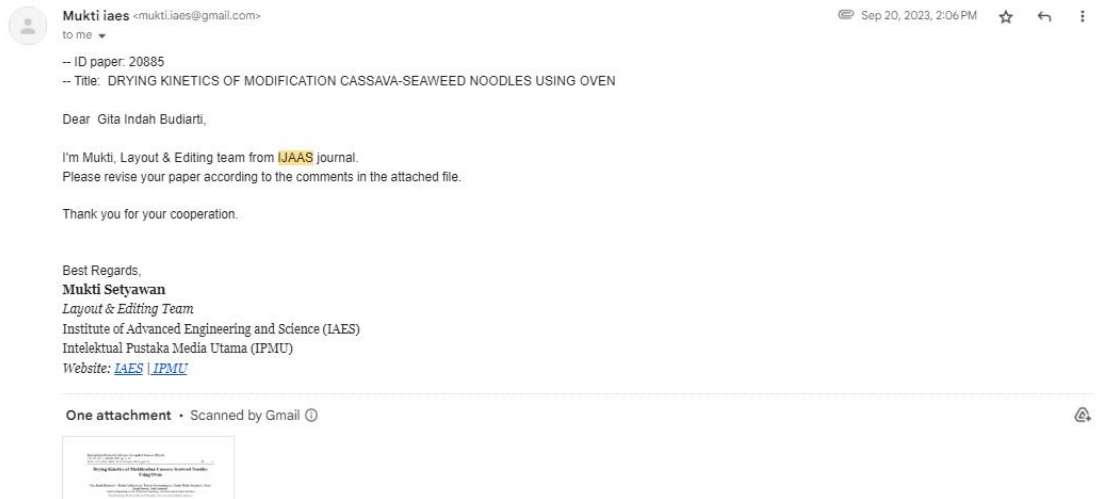 Mukti iaes <mukti.iaes@gmail.com>
Sep 20, 2023, 2:06 PM
to me
-- ID paper: 20885
-- Title: DRYING KINETICS OF MODIFICATION CASSAVA-SEAWEED NOODLES USING OVEN
Dear Gita Indah Budiarti,
I'm Mukti, Layout & Editing team from IJAAS journal.
Please revise your paper according to the comments in the attached file.
Thank you for your cooperation.
Best Regards,
Mukti Setyawan
Layout & Editing Team
Institute of Advanced Engineering and Science (IAES)
Intelektual Pustaka Media Utama (IPMU)
Website: IAES | IPMU
One attachment • Scanned by Gmail
Drying Kinetics of Modification Cassava-Seaweed Noodles
Using Oven